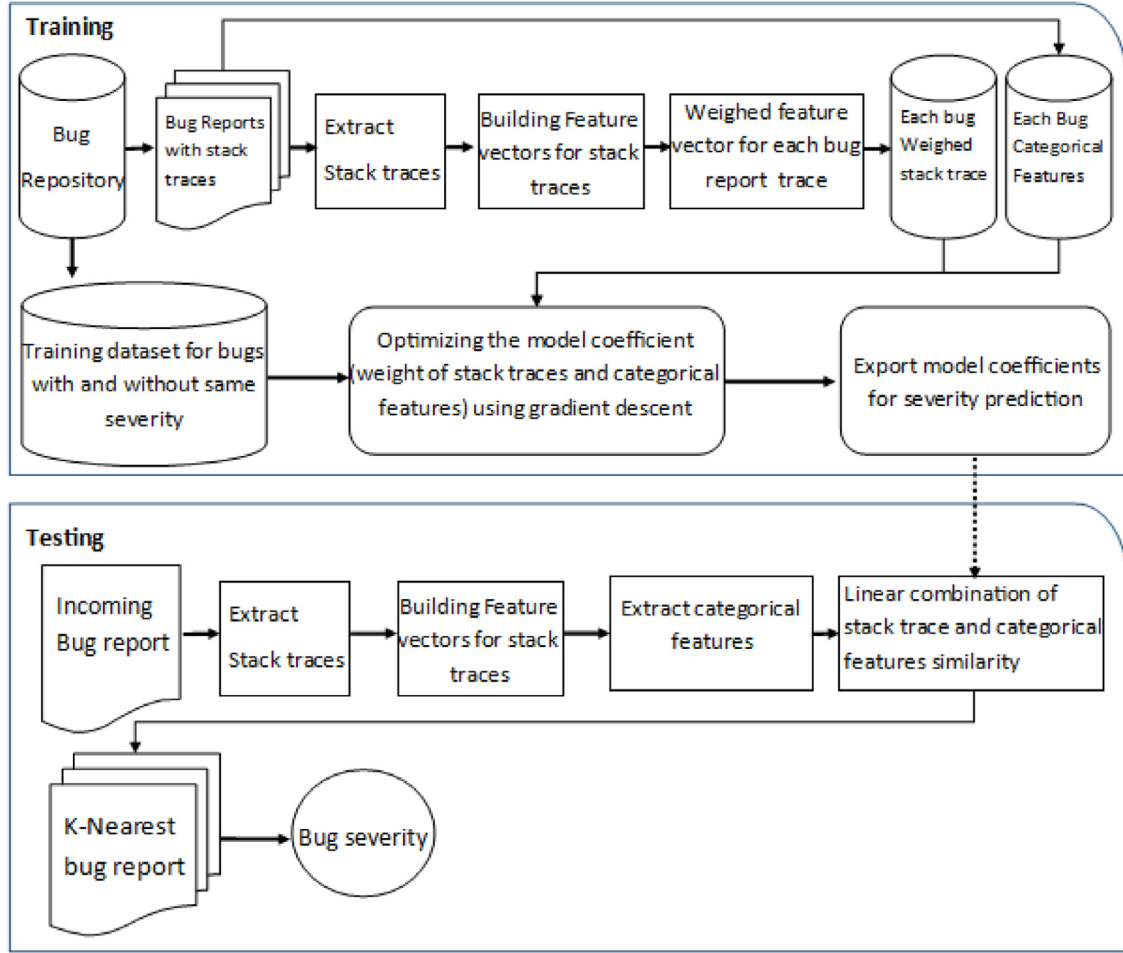 Training
Bug
Repository
Bug Reports
with stack
traces
Extract
Stack traces
Building Feature
vectors for stack
traces
Weighed feature
vector for each bug
report trace
Each bug
Weighed
stack trace
Each Bug
Categorical
Features
Training dataset for bugs
with and without same
severity
Optimizing the model coefficient
(weight of stack traces and categorical
features) using gradient descent
Export model coefficients
for severity prediction
Testing
Incoming
Bug report
Extract
Stack traces
Building Feature
vectors for stack
traces
Extract categorical
features
Linear combination of
stack trace and categorical
features similarity
K-Nearest
bug report
Bug severity